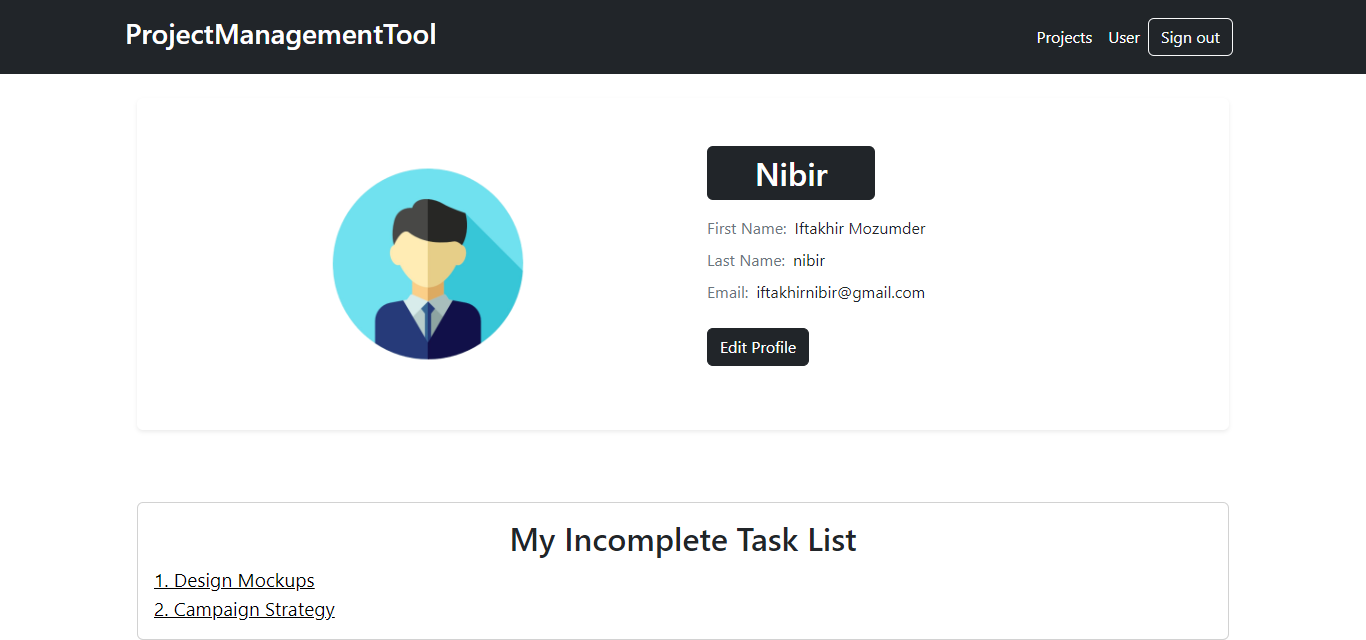 ProjectManagementTool
Projects User Sign out
Nibir
First Name: Iftakhir Mozumder
Last Name: nibir
Email: iftakhirnibir@gmail.com
Edit Profile
My Incomplete Task List
1. Design Mockups
2. Campaign Strategy